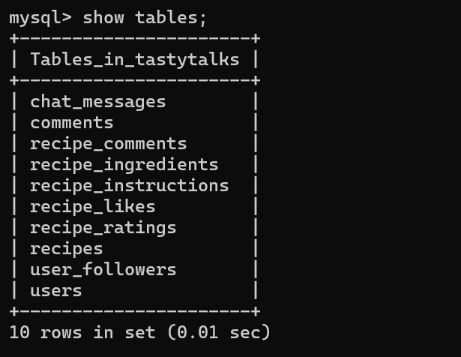 mysql> show tables;
+----------------------+
| Tables_in_tastytalks |
+----------------------+
| chat_messages        |
| comments             |
| recipe_comments      |
| recipe_ingredients   |
| recipe_instructions  |
| recipe_likes         |
| recipe_ratings       |
| recipes              |
| user_followers       |
| users                |
+----------------------+
10 rows in set (0.01 sec)